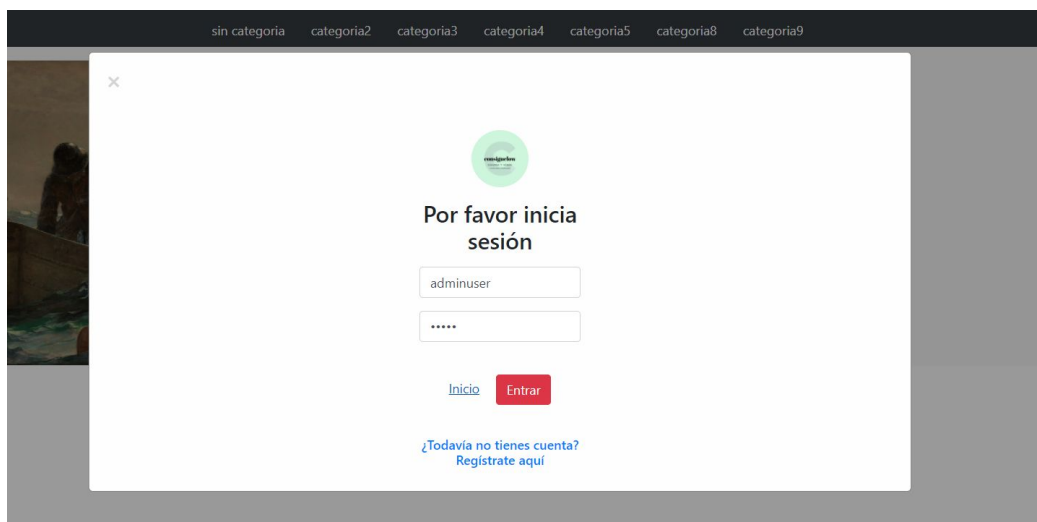 sin categoria categoria2 categoria3 categoria4 categoria5 categoria8 categoria9
×
Por favor inicia
sesión
adminuser
•••••
Inicio Entrar
¿Todavía no tienes cuenta?
Regístrate aquí